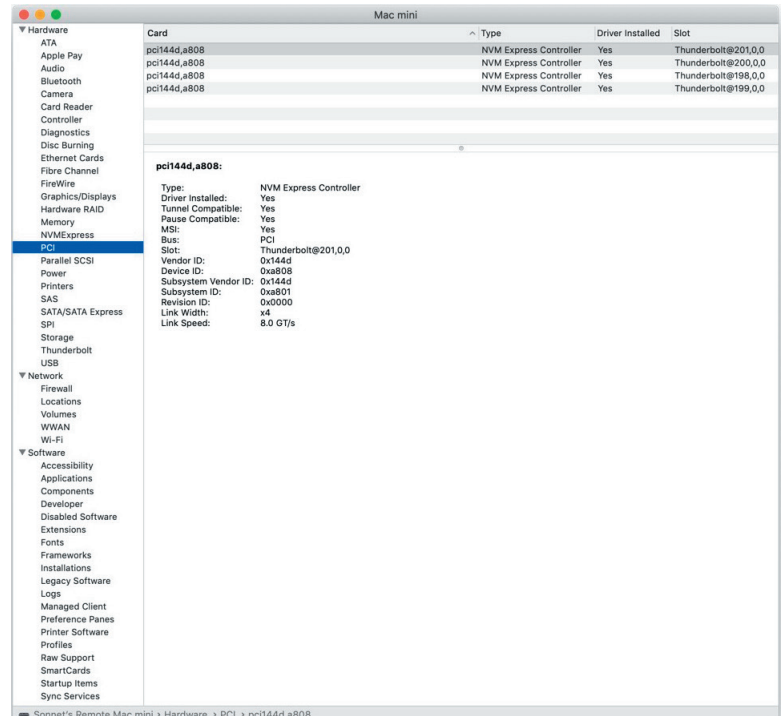 Mac mini
Hardware
ATA
Apple Pay
Audio
Bluetooth
Camera
Card Reader
Controller
Diagnostics
Disc Burning
Ethernet Cards
Fibre Channel
FireWire
Graphics/Displays
Hardware RAID
Memory
NVMExpress
PCI
Parallel SCSI
Power
Printers
SAS
SATA/SATA Express
SPI
Storage
Thunderbolt
USB
Network
Firewall
Locations
Volumes
WWAN
Wi-Fi
Software
Accessibility
Applications
Components
Developer
Disabled Software
Extensions
Fonts
Frameworks
Installations
Legacy Software
Logs
Managed Client
Preference Panes
Printer Software
Profiles
Raw Support
SmartCards
Startup Items
Sync Services
Card Type Driver Installed Slot
pci144d,a808 NVM Express Controller Yes Thunderbolt@201,0,0
pci144d,a808 NVM Express Controller Yes Thunderbolt@200,0,0
pci144d,a808 NVM Express Controller Yes Thunderbolt@198,0,0
pci144d,a808 NVM Express Controller Yes Thunderbolt@199,0,0
pci144d,a808:
Type: NVM Express Controller
Driver Installed: Yes
Tunnel Compatible: Yes
Pause Compatible: Yes
MSI: Yes
Bus: PCI
Slot: Thunderbolt@201,0,0
Vendor ID: 0x144d
Device ID: 0xa808
Subsystem Vendor ID: 0x144d
Subsystem ID: 0xa801
Revision ID: 0x0000
Link Width: x4
Link Speed: 8.0 GT/s
Sonnet's Remote Mac mini › Hardware › PCI › pci144d,a808